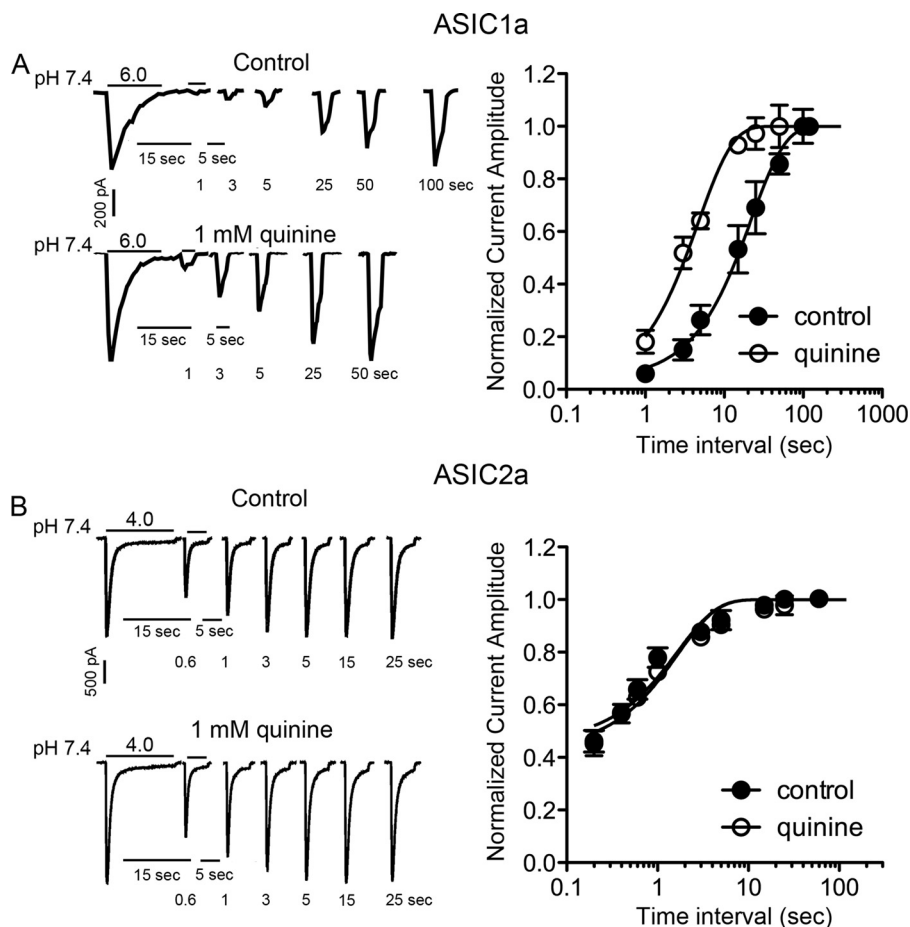 ASIC1a
A
pH 7.4
6.0
Control
15 sec
5 sec
1 3 5 25 50 100 sec
200 pA
1 mM quinine
pH 7.4
6.0
15 sec
5 sec
1 3 5 25 50 sec
Normalized Current Amplitude
1.2
1.0
0.8
0.6
0.4
0.2
0.0
control
quinine
0.1 1 10 100 1000
Time interval (sec)
ASIC2a
B
Control
pH 7.4
4.0
15 sec
5 sec
0.6 1 3 5 15 25 sec
500 pA
1 mM quinine
pH 7.4
4.0
15 sec
5 sec
0.6 1 3 5 15 25 sec
Normalized Current Amplitude
1.2
1.0
0.8
0.6
0.4
0.2
0.0
control
quinine
0.1 1 10 100
Time interval (sec)